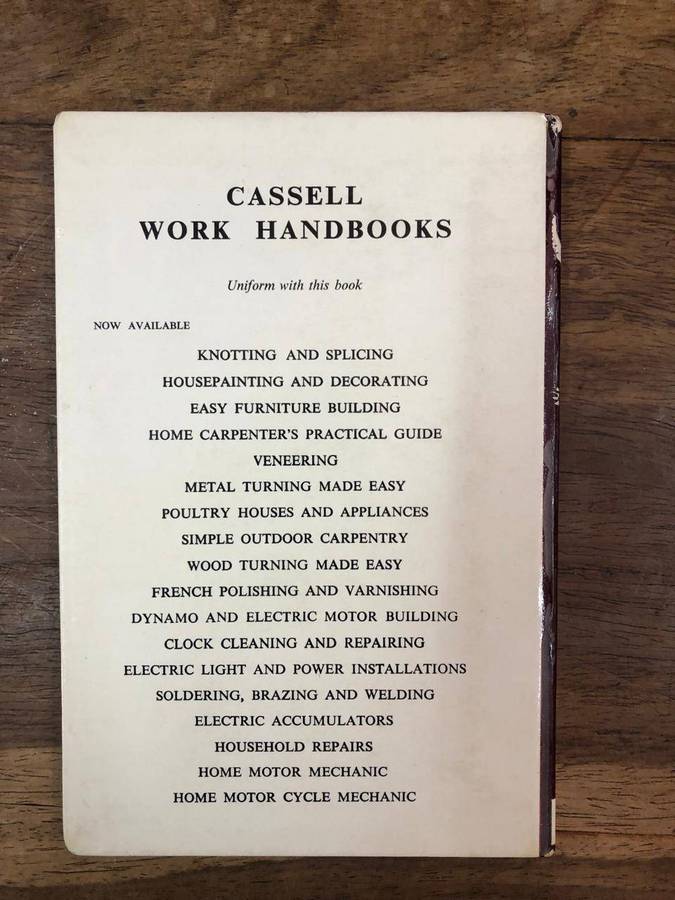 CASSELL
WORK HANDBOOKS
Uniform with this book
NOW AVAILABLE
KNOTTING AND SPLICING
HOUSEPAINTING AND DECORATING
EASY FURNITURE BUILDING
HOME CARPENTER'S PRACTICAL GUIDE
VENEERING
METAL TURNING MADE EASY
POULTRY HOUSES AND APPLIANCES
SIMPLE OUTDOOR CARPENTRY
WOOD TURNING MADE EASY
FRENCH POLISHING AND VARNISHING
DYNAMO AND ELECTRIC MOTOR BUILDING
CLOCK CLEANING AND REPAIRING
ELECTRIC LIGHT AND POWER INSTALLATIONS
SOLDERING, BRAZING AND WELDING
ELECTRIC ACCUMULATORS
HOUSEHOLD REPAIRS
HOME MOTOR MECHANIC
HOME MOTOR CYCLE MECHANIC